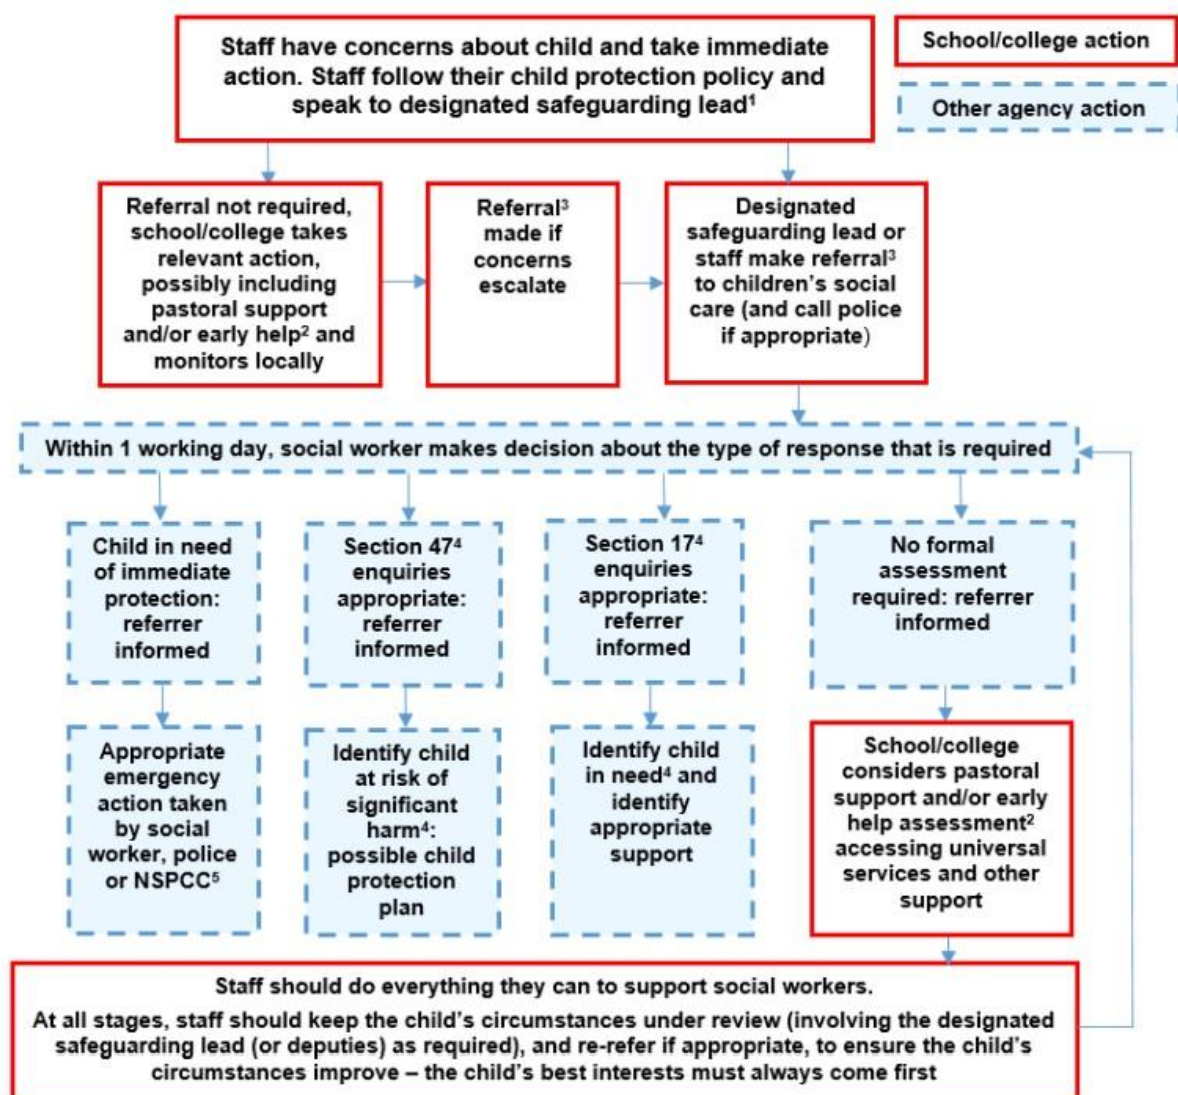 Staff have concerns about child and take immediate
action. Staff follow their child protection policy and
speak to designated safeguarding lead¹
School/college action
Other agency action
Referral not required,
school/college takes
relevant action,
possibly including
pastoral support
and/or early help² and
monitors locally
Referral³
made if
concerns
escalate
Designated
safeguarding lead or
staff make referral³
to children’s social
care (and call police
if appropriate)
Within 1 working day, social worker makes decision about the type of response that is required
Child in need
of immediate
protection:
referrer
informed
Section 47⁴
enquiries
appropriate:
referrer
informed
Section 17⁴
enquiries
appropriate:
referrer
informed
No formal
assessment
required: referrer
informed
Appropriate
emergency
action taken
by social
worker, police
or NSPCC⁵
Identify child
at risk of
significant
harm⁴:
possible child
protection
plan
Identify child
in need⁴ and
identify
appropriate
support
School/college
considers pastoral
support and/or early
help assessment²
accessing universal
services and other
support
Staff should do everything they can to support social workers.
At all stages, staff should keep the child’s circumstances under review (involving the designated
safeguarding lead (or deputies) as required), and re-refer if appropriate, to ensure the child’s
circumstances improve – the child’s best interests must always come first